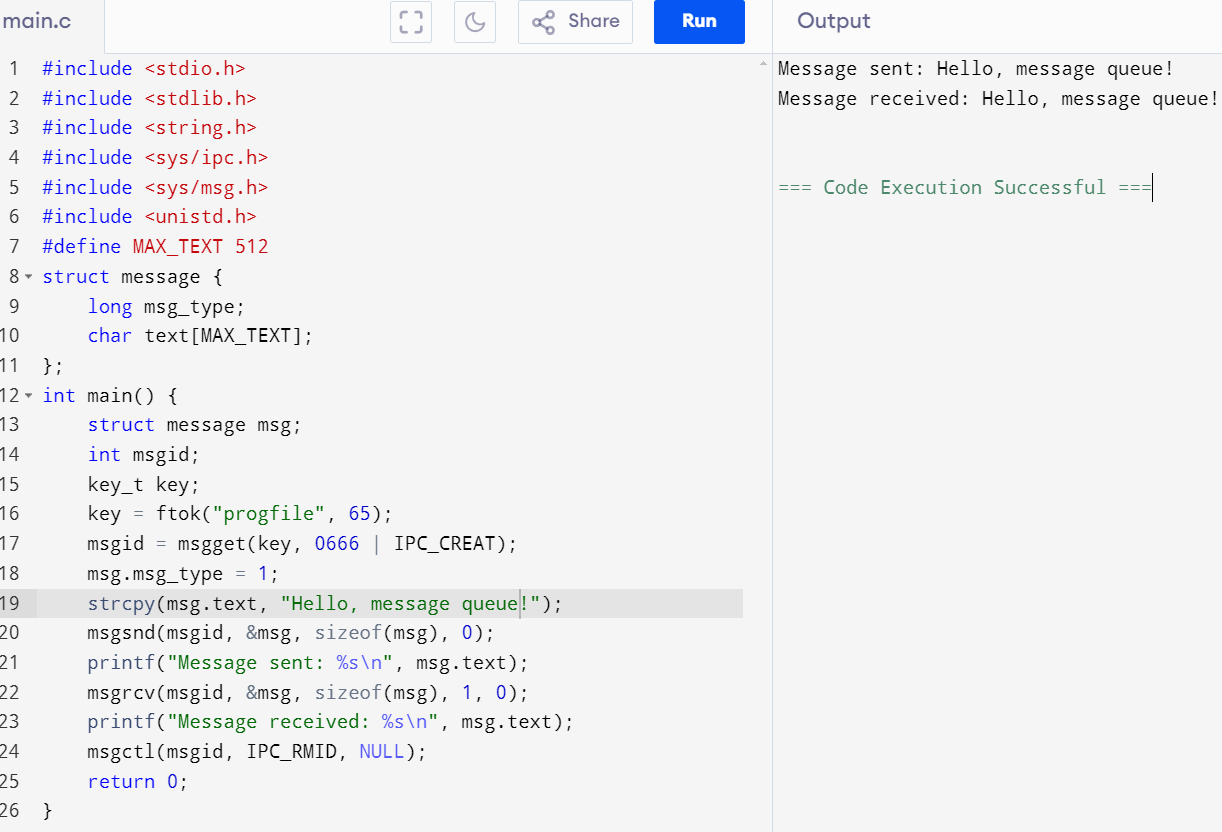 main.c
Share
Run
Output
1 #include <stdio.h>
2 #include <stdlib.h>
3 #include <string.h>
4 #include <sys/ipc.h>
5 #include <sys/msg.h>
6 #include <unistd.h>
7 #define MAX_TEXT 512
8 struct message {
9     long msg_type;
10     char text[MAX_TEXT];
11 };
12 int main() {
13     struct message msg;
14     int msgid;
15     key_t key;
16     key = ftok("progfile", 65);
17     msgid = msgget(key, 0666 | IPC_CREAT);
18     msg.msg_type = 1;
19     strcpy(msg.text, "Hello, message queue!");
20     msgsnd(msgid, &msg, sizeof(msg), 0);
21     printf("Message sent: %s\n", msg.text);
22     msgrcv(msgid, &msg, sizeof(msg), 1, 0);
23     printf("Message received: %s\n", msg.text);
24     msgctl(msgid, IPC_RMID, NULL);
25     return 0;
26 }
Message sent: Hello, message queue!
Message received: Hello, message queue!
=== Code Execution Successful ===